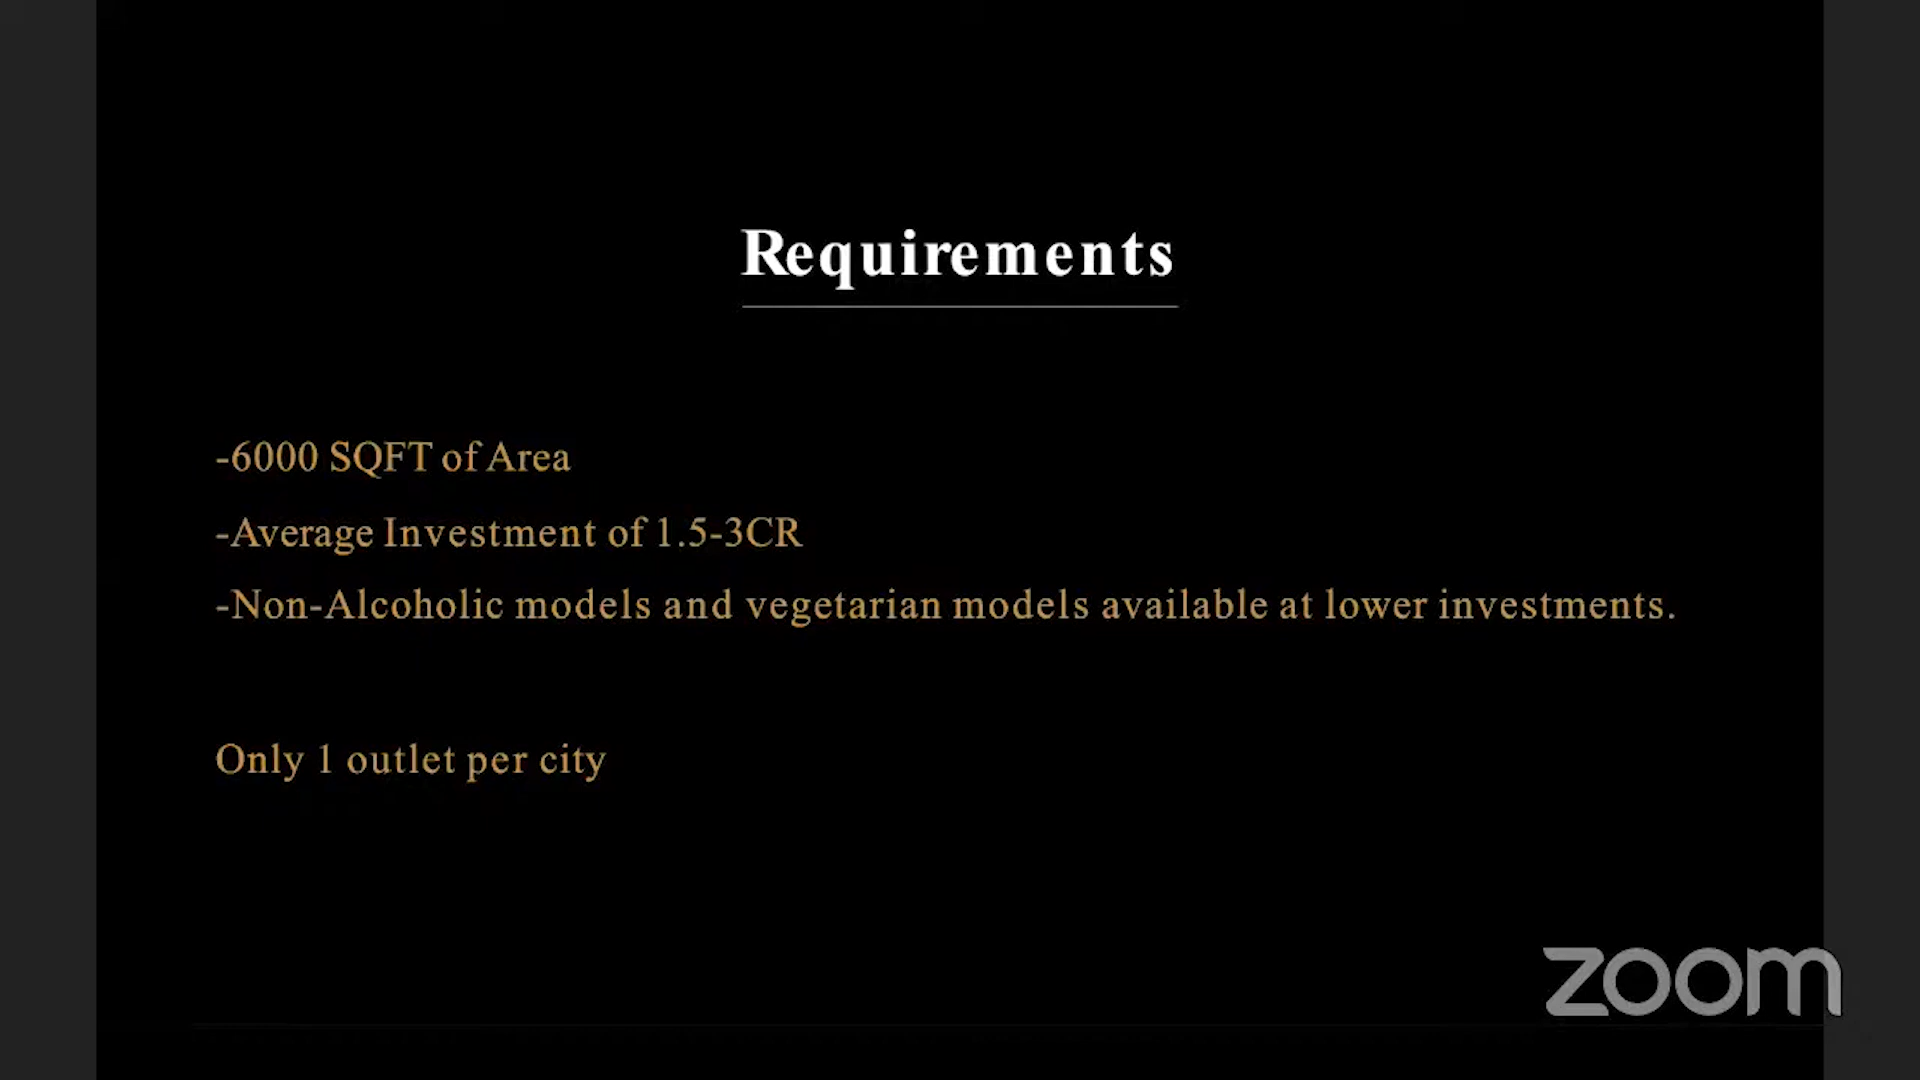 Requirements
-6000 SQFT of Area
-Average Investment of 1.5-3CR
-Non-Alcoholic models and vegetarian models available at lower investments.
Only 1 outlet per city
zoom